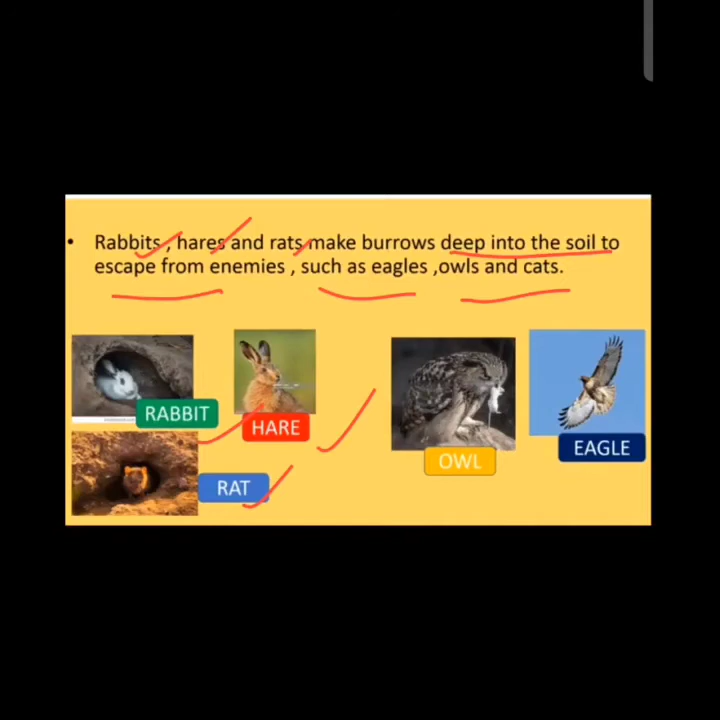 • Rabbits , hares and rats make burrows deep into the soil to
escape from enemies , such as eagles ,owls and cats.
RABBIT
HARE
RAT
OWL
EAGLE